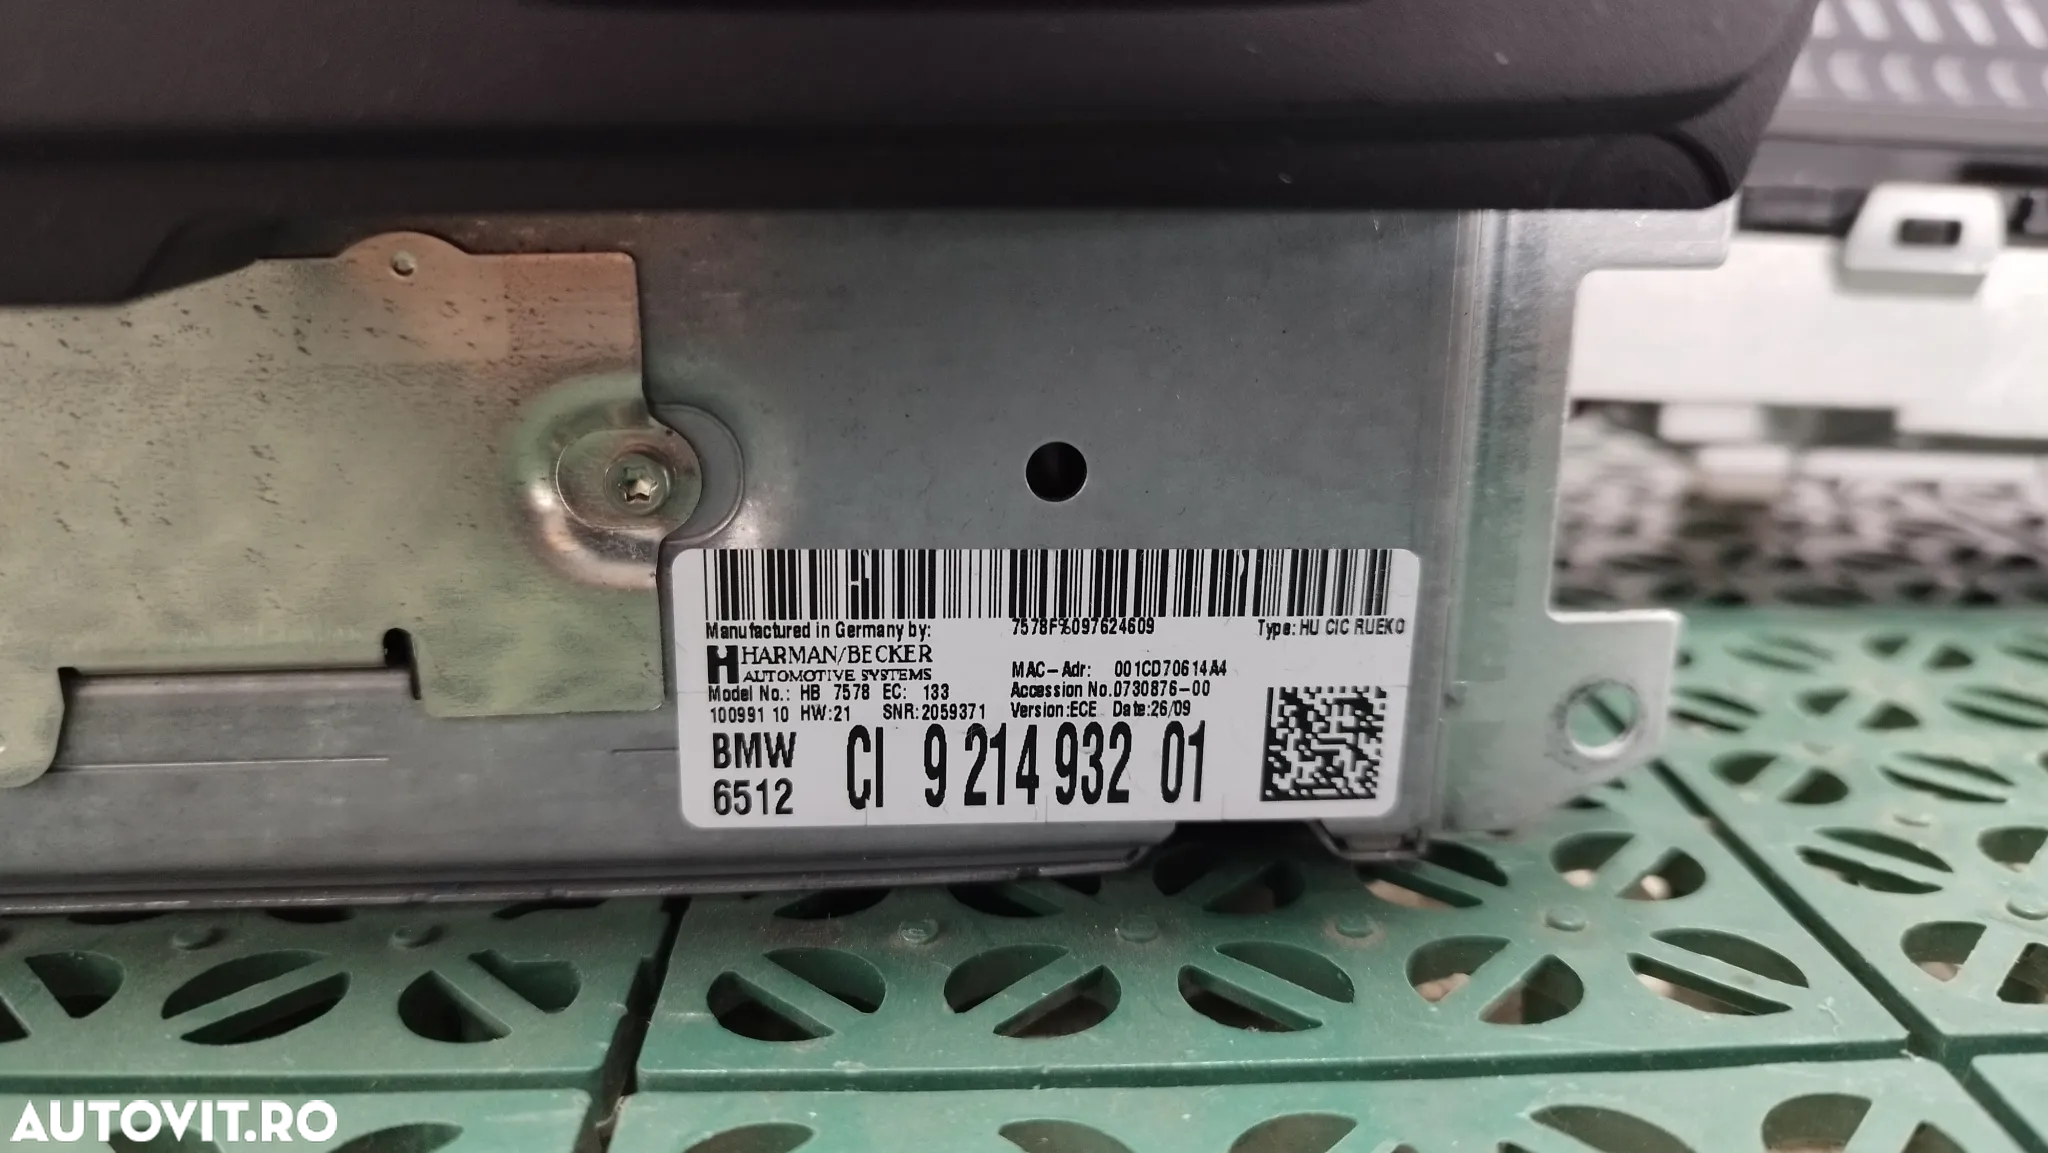 Manufactured in Germany by: 7578F%6097624609 Type: HU CIC RUEKO
HARMAN/BECKER
AUTOMOTIVE SYSTEMS MAC-Adr: 001CD70614A4
Model No.: HB 7578 EC: 133 Accession No.0730876-00
100991 10 HW:21 SNR:2059371 Version:ECE Date:26/09
BMW CI 9 214 932 01
6512
AUTOVIT.RO